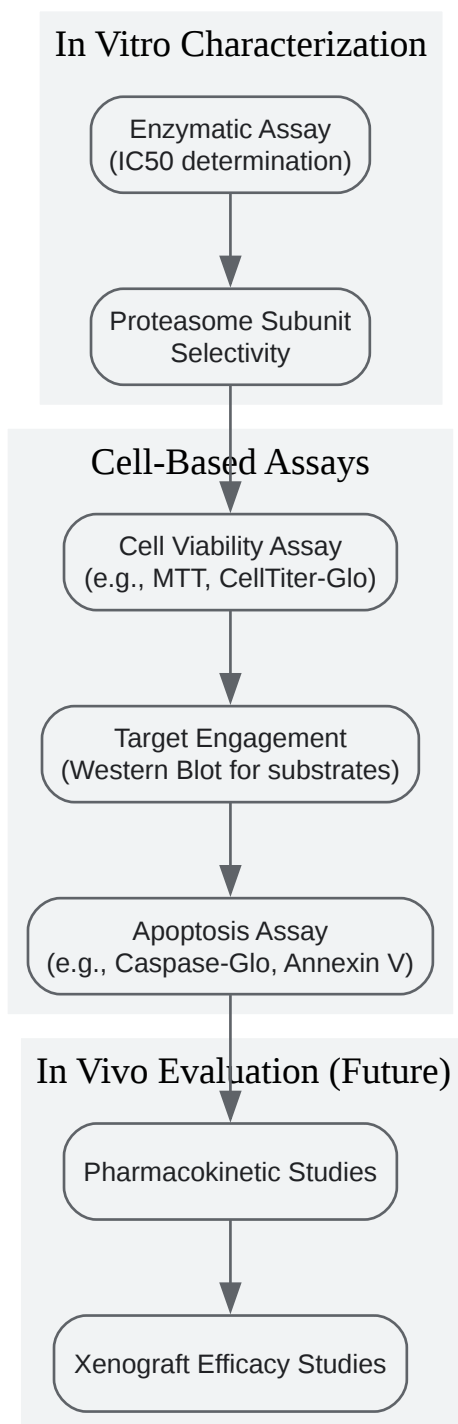 In Vitro Characterization
Enzymatic Assay
(IC50 determination)
Proteasome Subunit
Selectivity
Cell-Based Assays
Cell Viability Assay
(e.g., MTT, CellTiter-Glo)
Target Engagement
(Western Blot for substrates)
Apoptosis Assay
(e.g., Caspase-Glo, Annexin V)
In Vivo Evaluation (Future)
Pharmacokinetic Studies
Xenograft Efficacy Studies